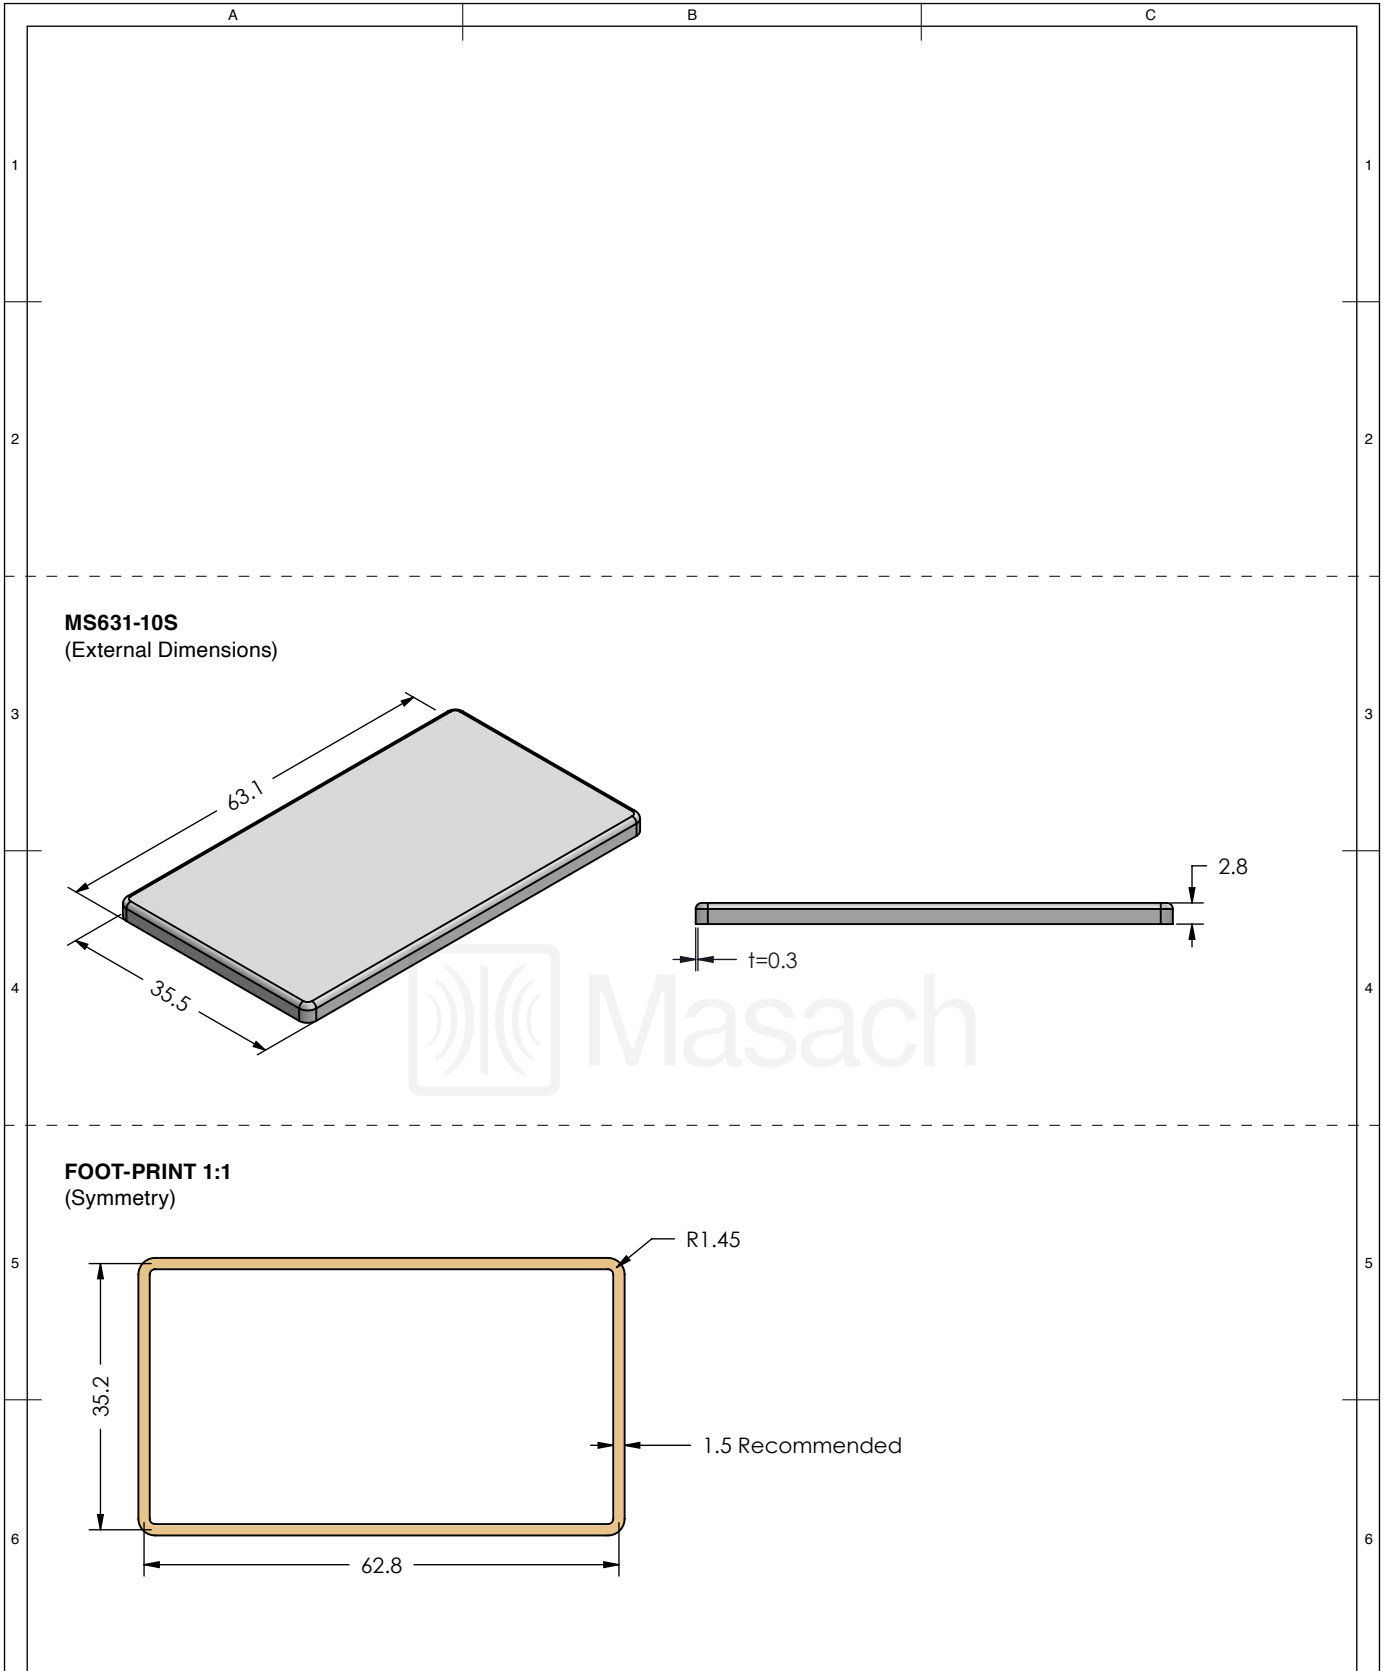 A B C
1 1
2 2
MS631-10S
(External Dimensions)
3 3
63.1
2.8
t=0.3
35.5
4 4
Masach
FOOT-PRINT 1:1
(Symmetry)
R1.45
5 5
35.2
1.5 Recommended
6 6
62.8